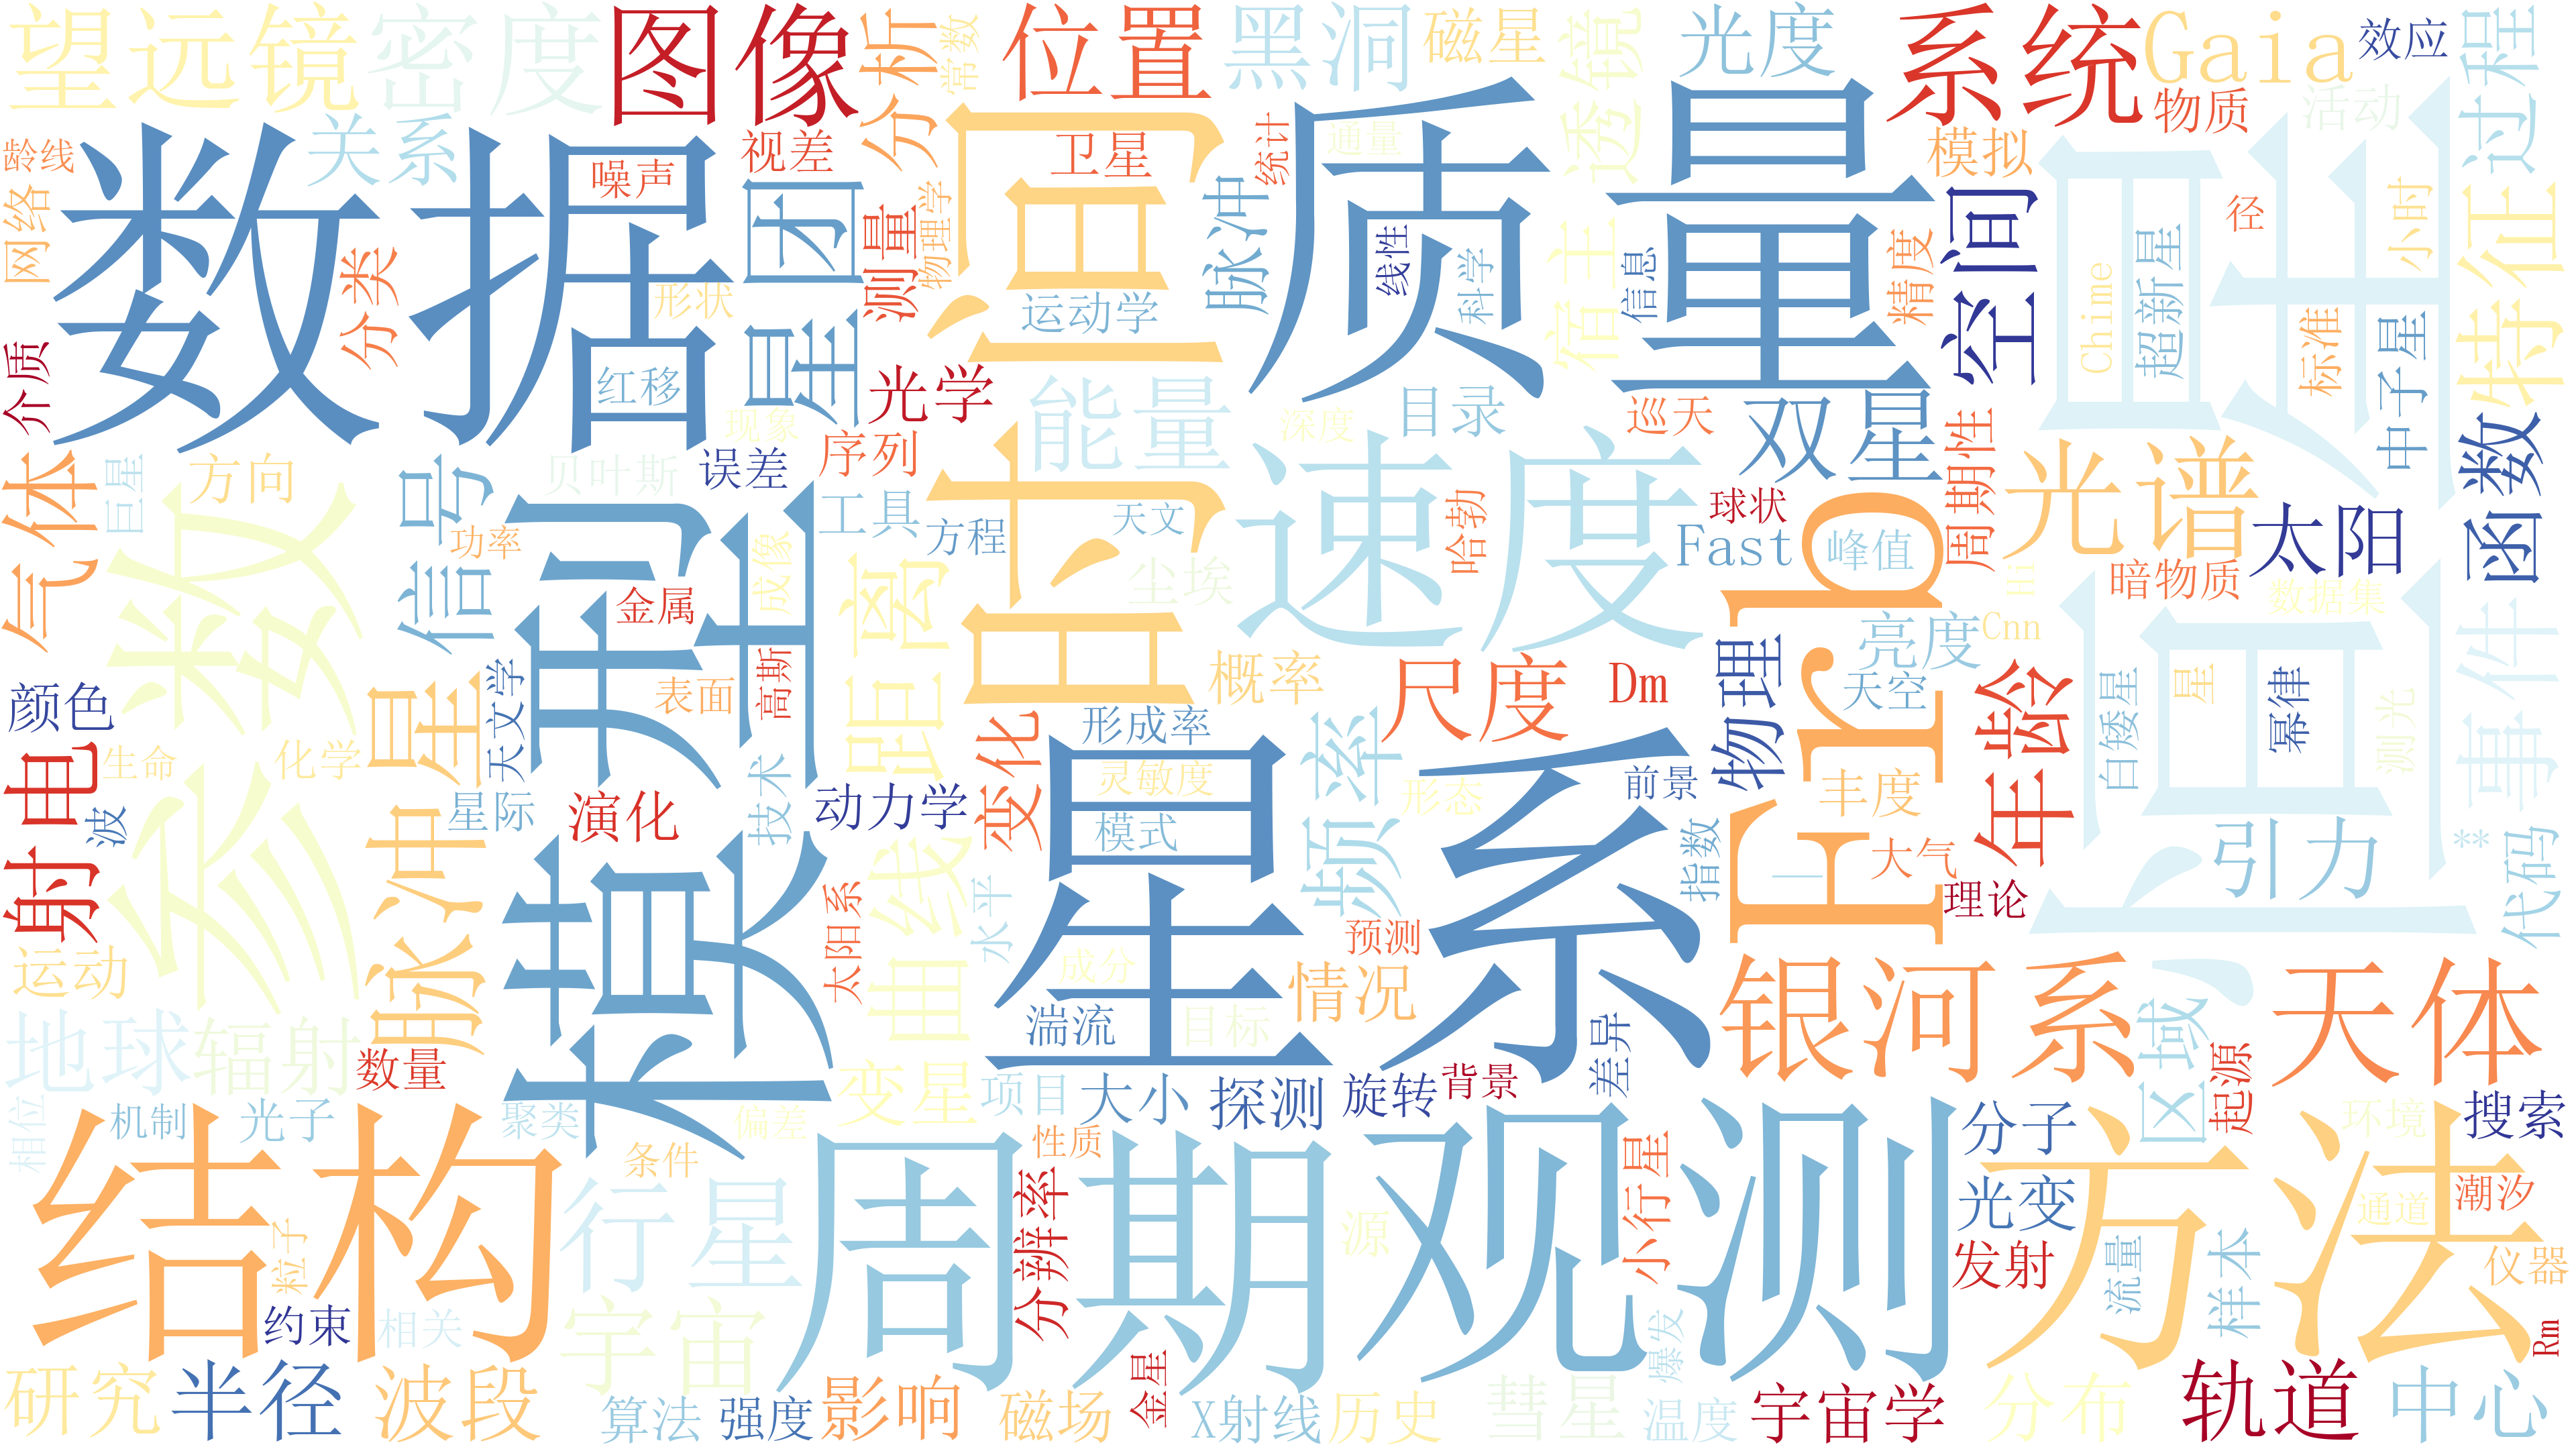 望远镜
密度
图像
分析
常数
位置
黑洞
磁星
透镜
光度
系统
Gaia
效应
过程
物质
活动
模拟
关系
龄线
网络
数据
噪声
视差
卫星
统计
通量
时间
质量
恒星
星团
测量
物理学
脉冲
线性
科学
宿主
信息
精度
空间
超新星
Chime
标准
中子星
径
小时
特征
分类
形状
运动学
红移
介质
光学
能量
目录
深度
巡天
双星
现象
贝叶斯
误差
序列
周期性
光谱
函数
气体
巨星
方向
信号
功率
模型
工具
方程
天文
速度
哈勃
球状
Fast
Frb
峰值
太阳
暗物质
数据集
Hi
Cnn
参数
金属
成像
距离
尘埃
概率
尺度
Dm
物理
亮度
天空
年龄
白矮星
星
幂律
测光
事件
质量
颜色
生命
化学
天文学
表面
高斯
形成率
变化
灵敏度
频率
形态
前景
丰度
射电
波
脉冲星
星际
演化
技术
动力学
模式
星系
指数
大气
引力
**
代码
理论
运动
太阳系
曲线
水平
成分
预测
情况
银河系
天体
地球
辐射
湍流
目标
差异
区域
数量
变星
项目
大小
探测
旋转
背景
起源
相位
机制
光子
聚类
偏差
分子
环境
搜索
结构
条件
性质
周期
观测
方法
行星
分辨率
源
小行星
光变
通道
潮汐
粒子
发射
流量
样本
仪器
约束
相关
宇宙
金星
爆发
Rm
研究
半径
波段
算法
强度
影响
磁场
X射线
历史
彗星
温度
宇宙学
分布
轨道
中心